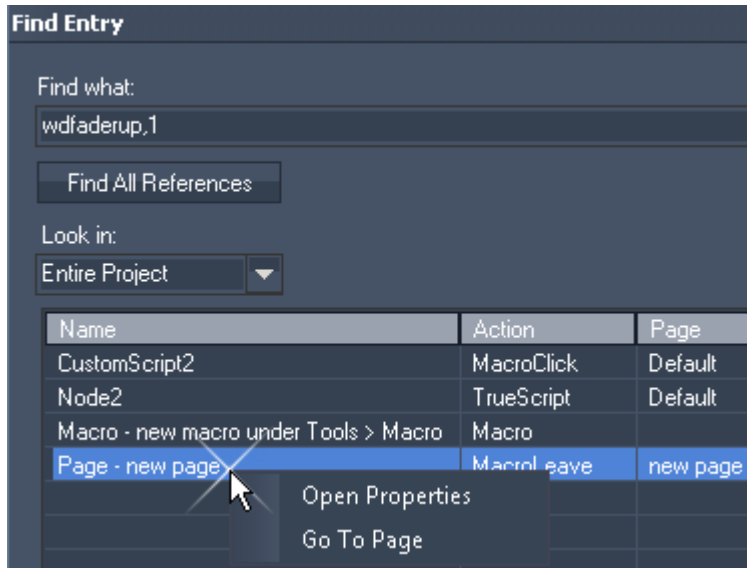 Find Entry
Find what:
wdfaderup,1
Find All References
Look in:
Entire Project
Name Action Page
CustomScript2 MacroClick Default
Node2 TrueScript Default
Macro - new macro under Tools > Macro Macro
Page - new page MacroLeave new page
Open Properties
Go To Page